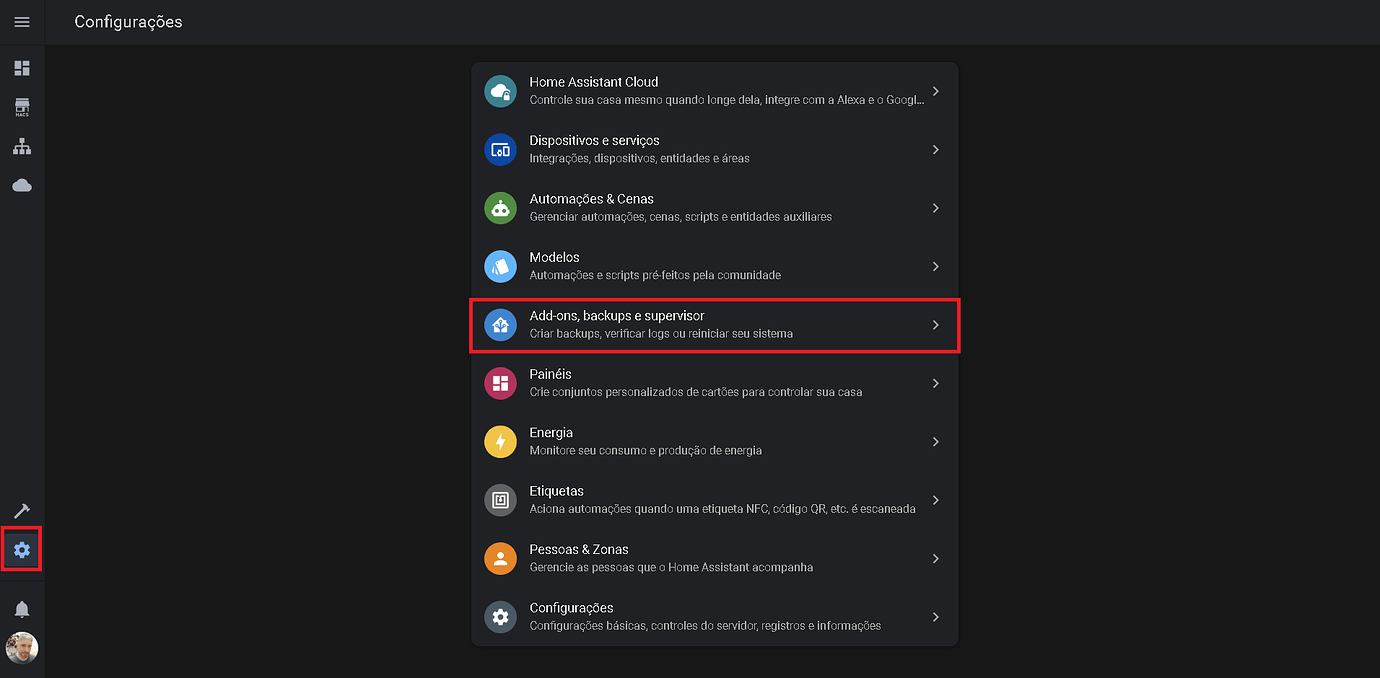 Configurações
Home Assistant Cloud
Controle sua casa mesmo quando longe dela, integre com a Alexa e o Googl...
Dispositivos e serviços
Integrações, dispositivos, entidades e áreas
HACS
Automações & Cenas
Gerenciar automações, cenas, scripts e entidades auxiliares
Modelos
Automações e scripts pré-feitos pela comunidade
Add-ons, backups e supervisor
Criar backups, verificar logs ou reiniciar seu sistema
Painéis
Crie conjuntos personalizados de cartões para controlar sua casa
Energia
Monitore seu consumo e produção de energia
Etiquetas
Aciona automações quando uma etiqueta NFC, código QR, etc. é escaneada
Pessoas & Zonas
Gerencie as pessoas que o Home Assistant acompanha
Configurações
Configurações básicas, controles do servidor, registros e informações